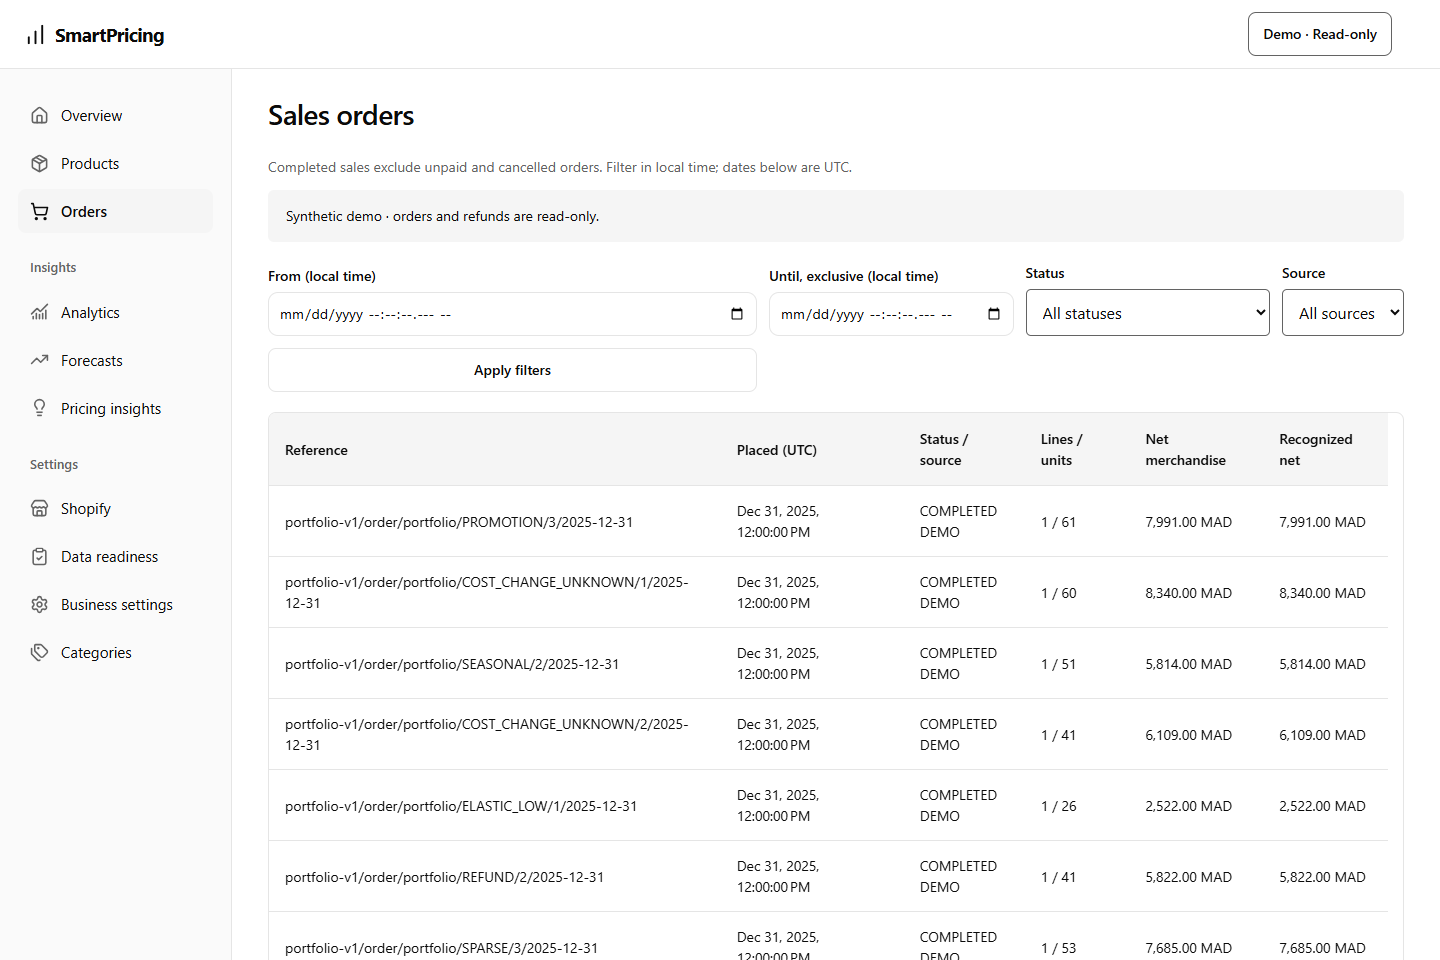 SmartPricing
Demo · Read-only
Overview
Products
Orders
Insights
Analytics
Forecasts
Pricing insights
Settings
Shopify
Data readiness
Business settings
Categories
Sales orders
Completed sales exclude unpaid and cancelled orders. Filter in local time; dates below are UTC.
Synthetic demo · orders and refunds are read-only.
From (local time)
mm/dd/yyyy --:--:--.--- --
Until, exclusive (local time)
mm/dd/yyyy --:--:--.--- --
Status
All statuses
Source
All sources
Apply filters
Reference
Placed (UTC)
Status /
source
Lines /
units
Net
merchandise
Recognized
net
portfolio-v1/order/portfolio/PROMOTION/3/2025-12-31
Dec 31, 2025,
12:00:00 PM
COMPLETED
DEMO
1 / 61
7,991.00 MAD
7,991.00 MAD
portfolio-v1/order/portfolio/COST_CHANGE_UNKNOWN/1/2025-
12-31
Dec 31, 2025,
12:00:00 PM
COMPLETED
DEMO
1 / 60
8,340.00 MAD
8,340.00 MAD
portfolio-v1/order/portfolio/SEASONAL/2/2025-12-31
Dec 31, 2025,
12:00:00 PM
COMPLETED
DEMO
1 / 51
5,814.00 MAD
5,814.00 MAD
portfolio-v1/order/portfolio/COST_CHANGE_UNKNOWN/2/2025-
12-31
Dec 31, 2025,
12:00:00 PM
COMPLETED
DEMO
1 / 41
6,109.00 MAD
6,109.00 MAD
portfolio-v1/order/portfolio/ELASTIC_LOW/1/2025-12-31
Dec 31, 2025,
12:00:00 PM
COMPLETED
DEMO
1 / 26
2,522.00 MAD
2,522.00 MAD
portfolio-v1/order/portfolio/REFUND/2/2025-12-31
Dec 31, 2025,
12:00:00 PM
COMPLETED
DEMO
1 / 41
5,822.00 MAD
5,822.00 MAD
portfolio-v1/order/portfolio/SPARSE/3/2025-12-31
Dec 31, 2025,
12:00:00 PM
COMPLETED
DEMO
1 / 53
7,685.00 MAD
7,685.00 MAD